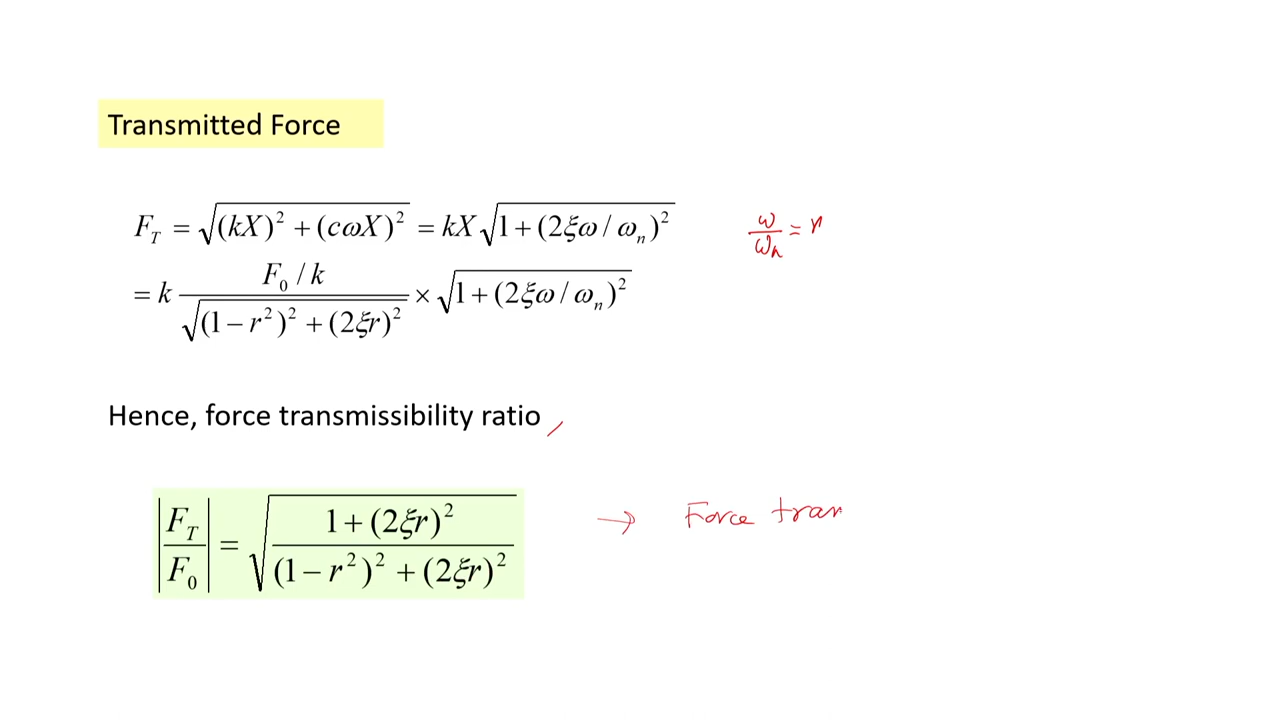 Transmitted Force
F_T = √((kX)² + (cωX)²) = kX√(1 + (2ξω / ω_n)²)
ω/ω_n = r
= k (F_0 / k)/√((1 − r²)² + (2ξr)²) × √(1 + (2ξω / ω_n)²)
Hence, force transmissibility ratio
|F_T/F_0| = √((1 + (2ξr)²)/((1 − r²)² + (2ξr)²)) → Force tran